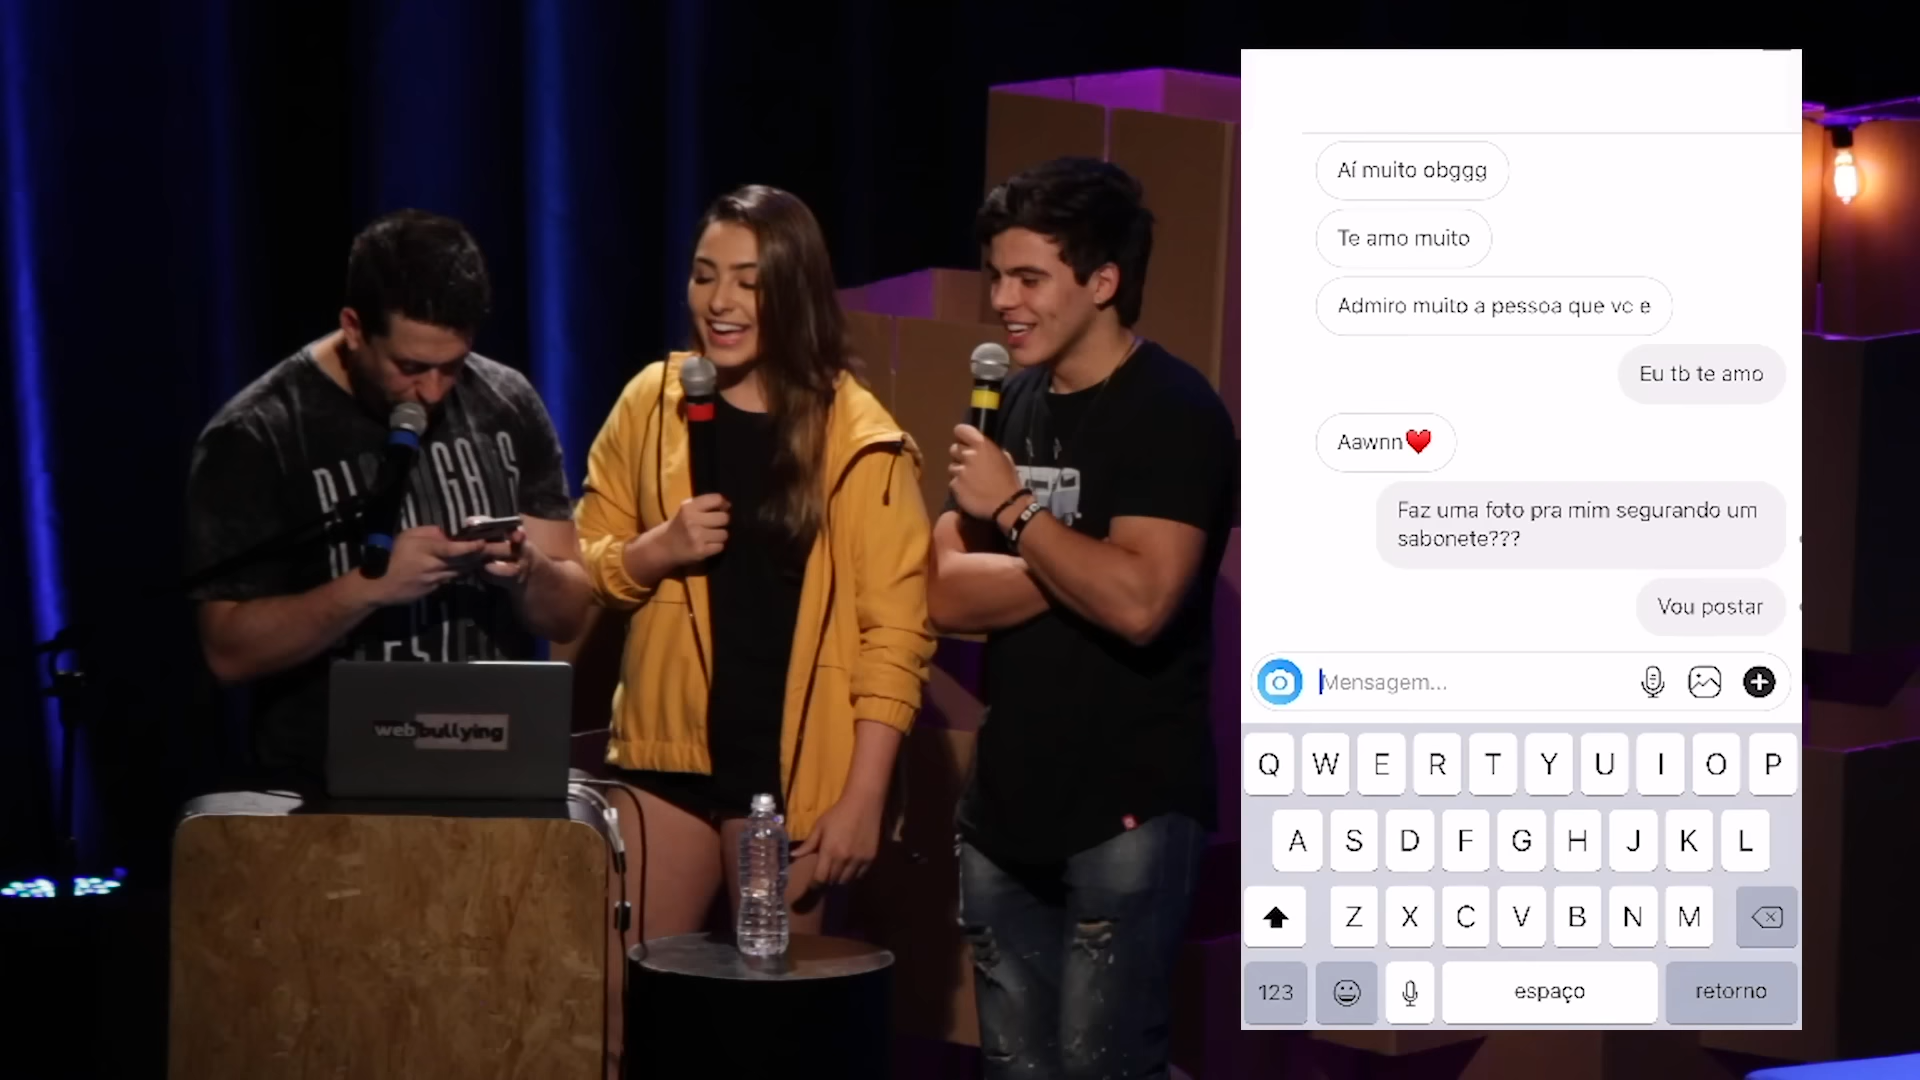 Aí muito obggg
Te amo muito
Admiro muito a pessoa que vc e
Eu tb te amo
Aawnn❤️
Faz uma foto pra mim segurando um
sabonete???
Vou postar
Mensagem...
Q W E R T Y U I O P
A S D F G H J K L
Z X C V B N M
123 espaço retorno
webbullying